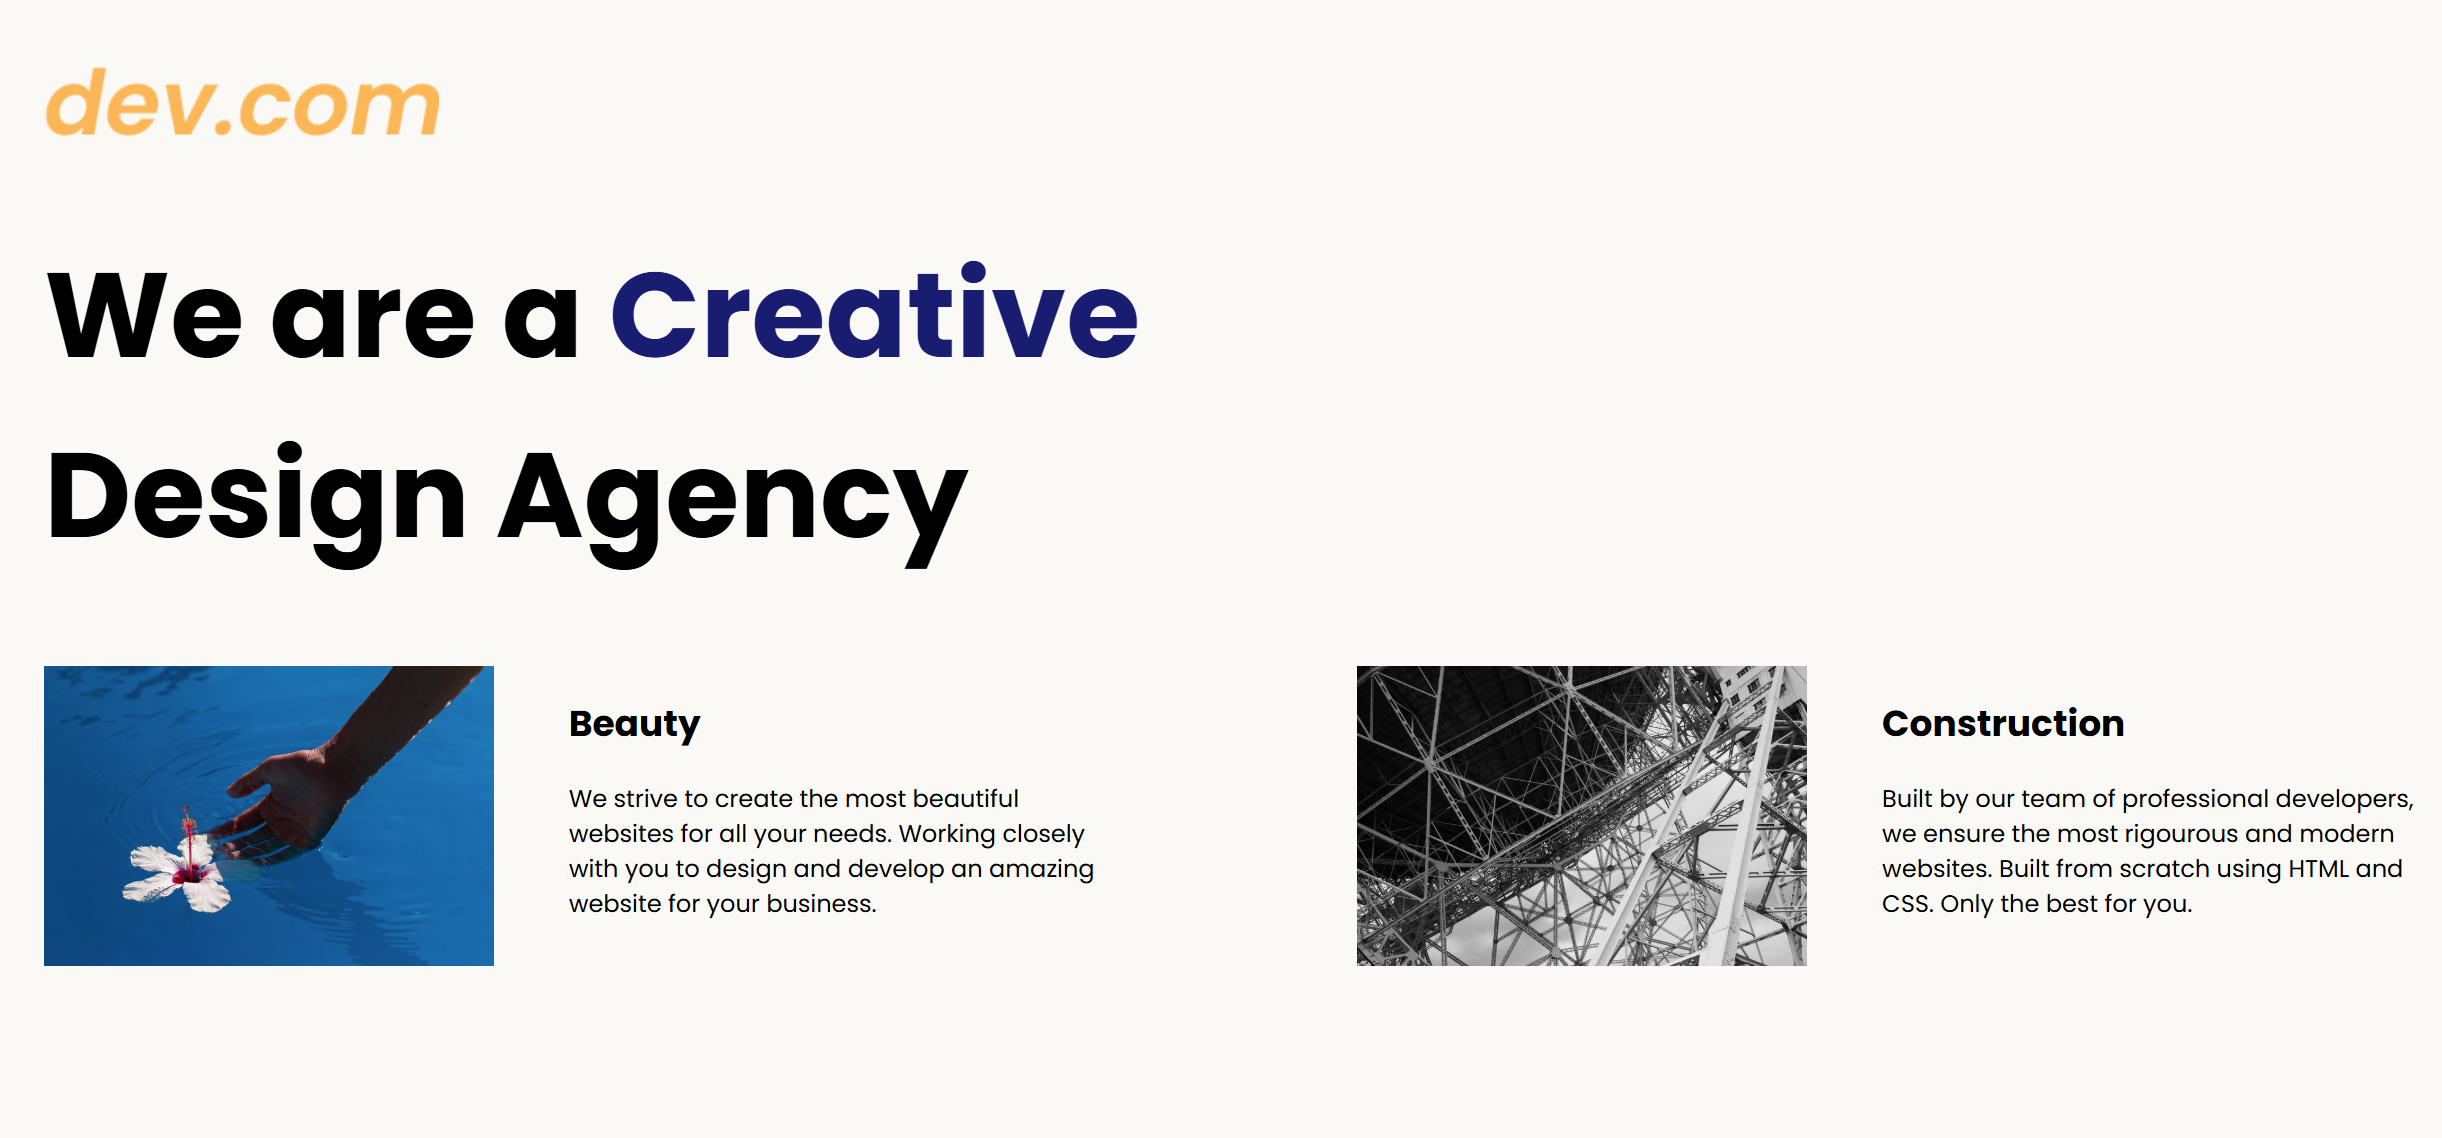 dev.com
We are a Creative
Design Agency
Beauty
We strive to create the most beautiful
websites for all your needs. Working closely
with you to design and develop an amazing
website for your business.
Construction
Built by our team of professional developers,
we ensure the most rigourous and modern
websites. Built from scratch using HTML and
CSS. Only the best for you.